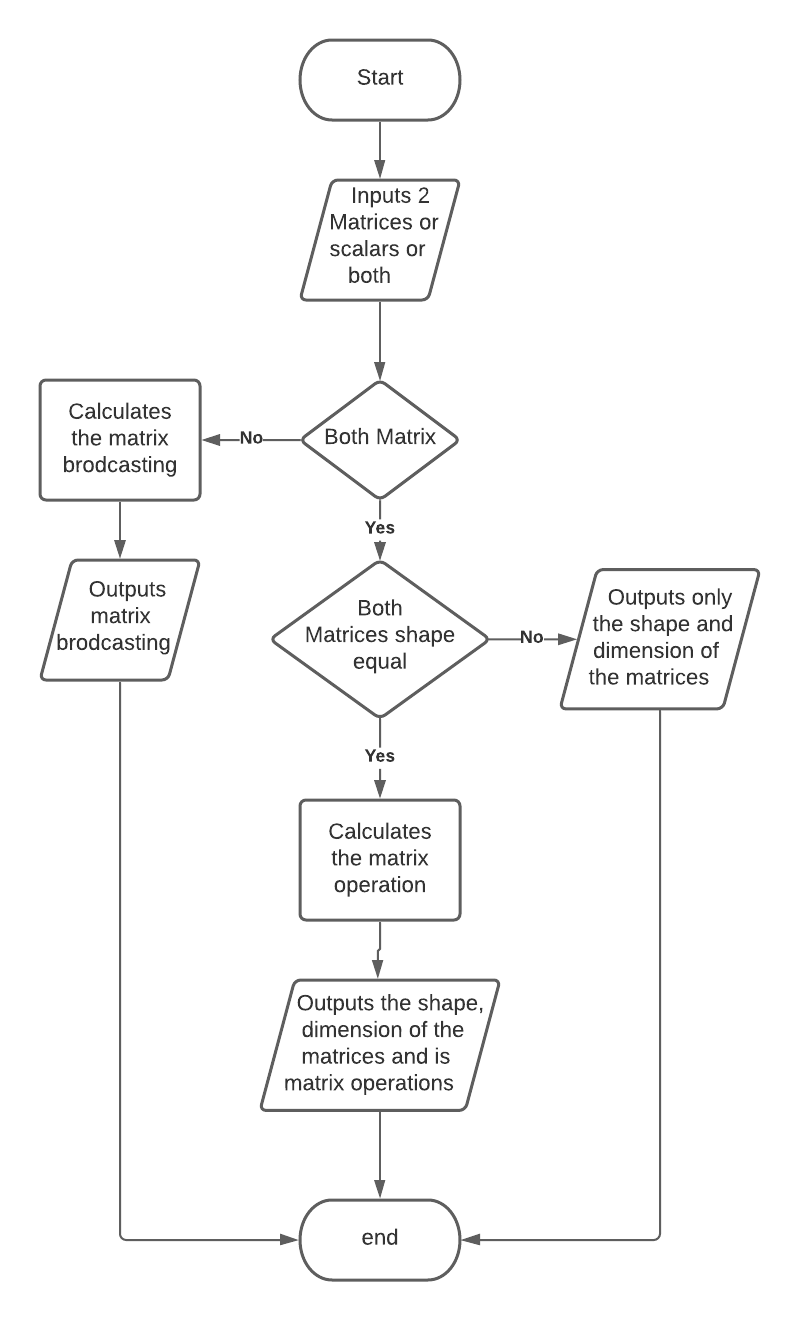 Start
Inputs 2
Matrices or
scalars or
both
Both Matrix
No
Calculates
the matrix
brodcasting
Outputs
matrix
brodcasting
Yes
Both
Matrices shape
equal
No
Outputs only
the shape and
dimension of
the matrices
Yes
Calculates
the matrix
operation
Outputs the shape,
dimension of the
matrices and is
matrix operations
end